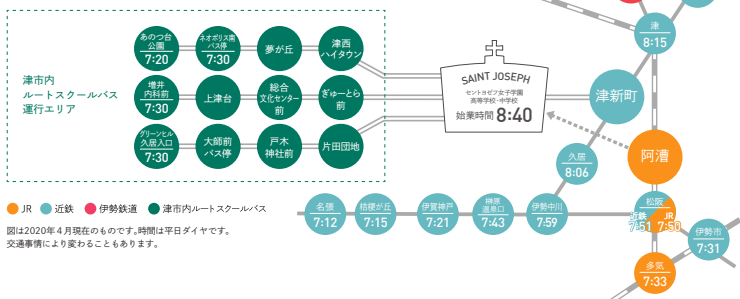 津市内
ルートスクールバス
運行エリア
あのつ台
公園
7:20
ネオポリス南
バス停
7:30
夢が丘
津西
ハイタウン
増井
内科前
7:30
上津台
総合
文化センター
前
ぎゅーとら
前
グリーンヒル
久居入口
7:30
大師前
バス停
戸木
神社前
片田団地
SAINT JOSEPH
セントヨゼフ女子学園
高等学校・中学校
始業時間 8:40
津
8:15
津新町
阿漕
久居
8:06
名張
7:12
桔梗が丘
7:15
伊賀神戸
7:21
榊原
温泉口
7:43
伊勢中川
7:59
松阪
近鉄 JR
7:51 7:50
伊勢市
7:31
多気
7:33
JR 近鉄 伊勢鉄道 津市内ルートスクールバス
図は2020年4月現在のものです。時間は平日ダイヤです。
交通事情により変わることもあります。